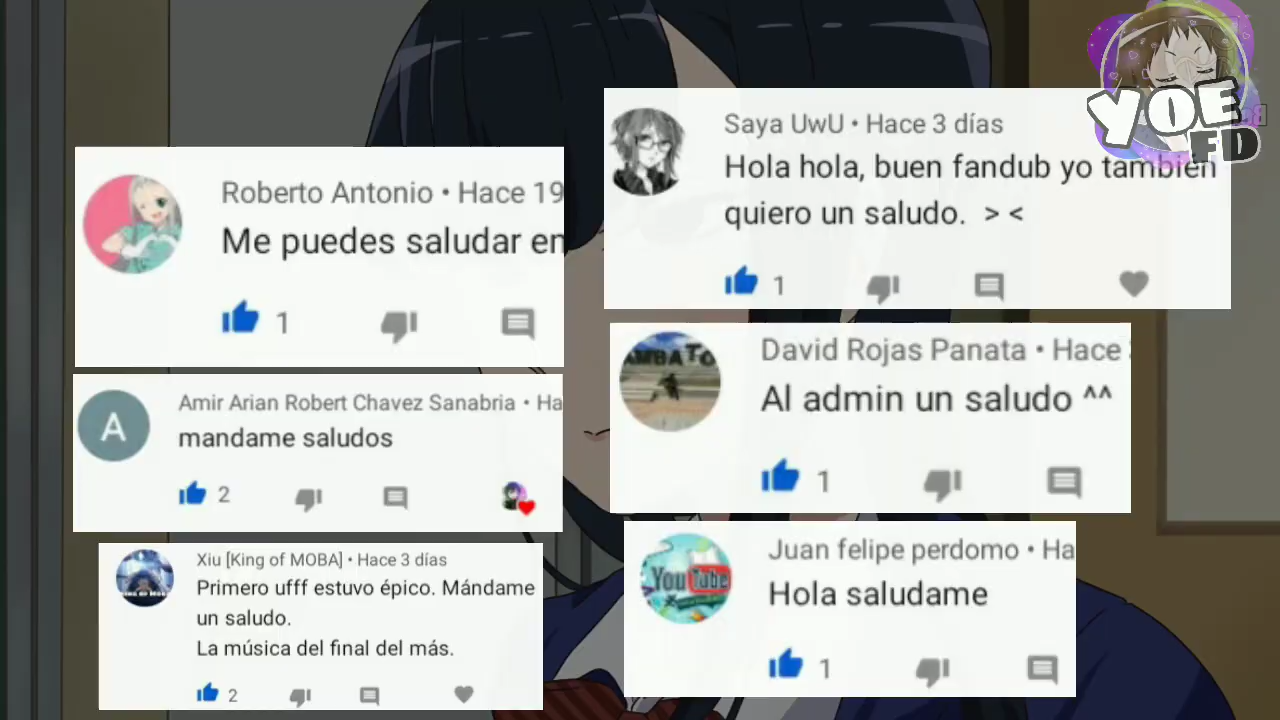 Roberto Antonio • Hace 19
Me puedes saludar en
1
Amir Arian Robert Chavez Sanabria • Ha
A
mandame saludos
2
Xiu [King of MOBA] • Hace 3 días
Primero ufff estuvo épico. Mándame
un saludo.
La música del final del más.
2
Saya UwU • Hace 3 días
Hola hola, buen fandub yo también
quiero un saludo. > <
1
David Rojas Panata • Hace
Al admin un saludo ^^
1
Juan felipe perdomo • Ha
Hola saludame
You Tube
1
YOE
FD